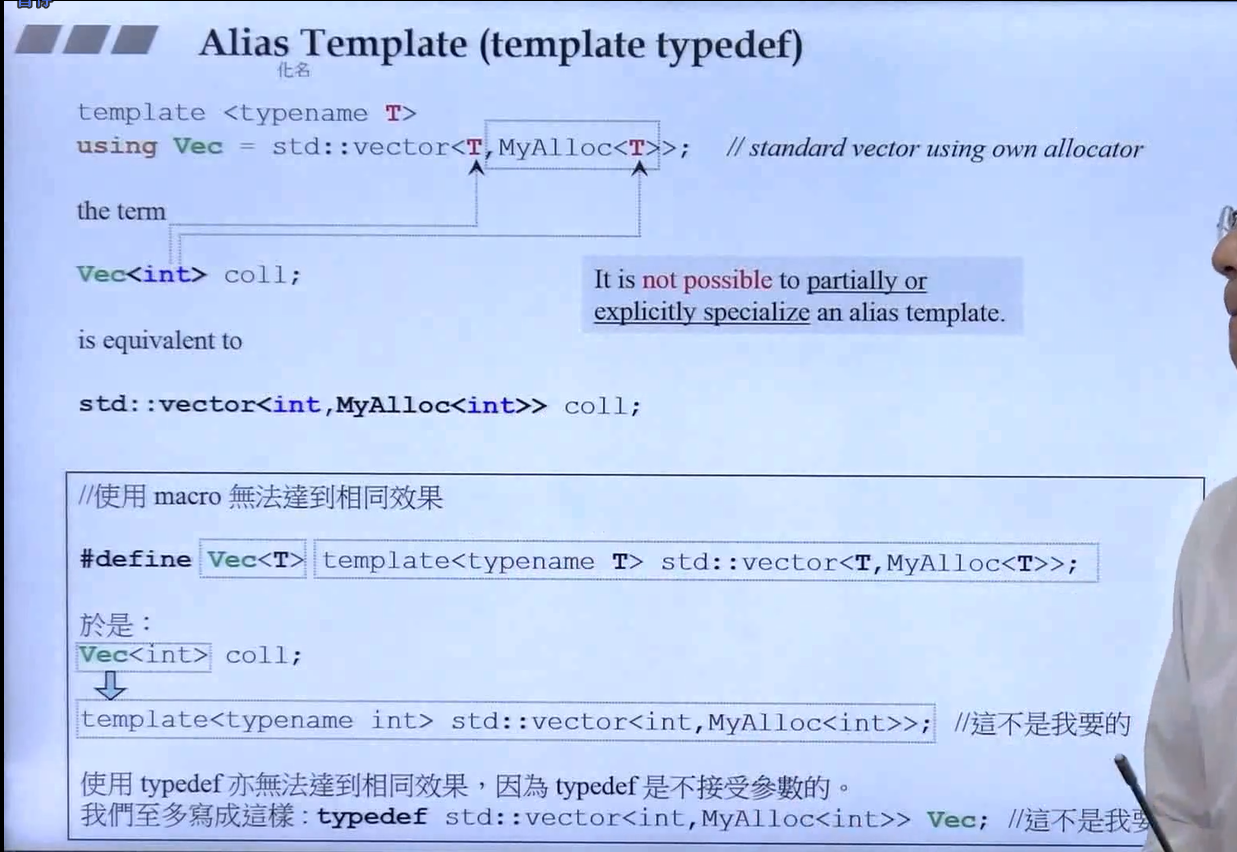 Alias Template (template typedef)
化名
template <typename T>
using Vec = std::vector<T,MyAlloc<T>>; // standard vector using own allocator
the term
Vec<int> coll;
It is not possible to partially or
explicitly specialize an alias template.
is equivalent to
std::vector<int,MyAlloc<int>> coll;
//使用 macro 無法達到相同效果
#define Vec<T> template<typename T> std::vector<T,MyAlloc<T>>;
於是：
Vec<int> coll;
template<typename int> std::vector<int,MyAlloc<int>>; //這不是我要的
使用 typedef 亦無法達到相同效果，因為 typedef 是不接受參數的。
我們至多寫成這樣：typedef std::vector<int,MyAlloc<int>> Vec; //這不是我要